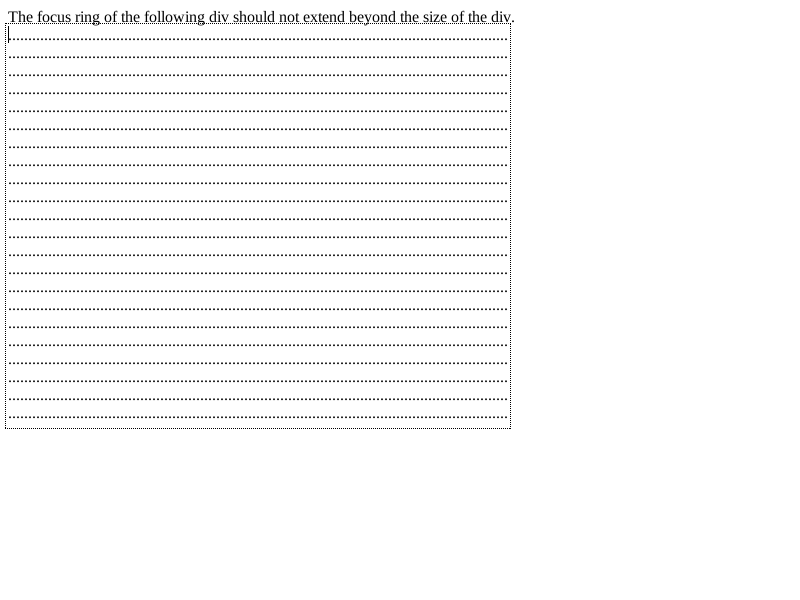 The focus ring of the following div should not extend beyond the size of the div.